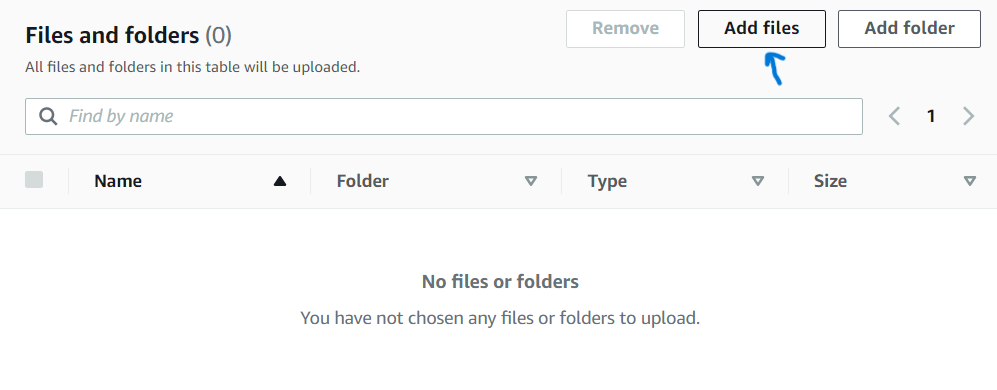 Files and folders (0)
Remove
Add files
Add folder
All files and folders in this table will be uploaded.
Find by name
1
Name
Folder
Type
Size
No files or folders
You have not chosen any files or folders to upload.